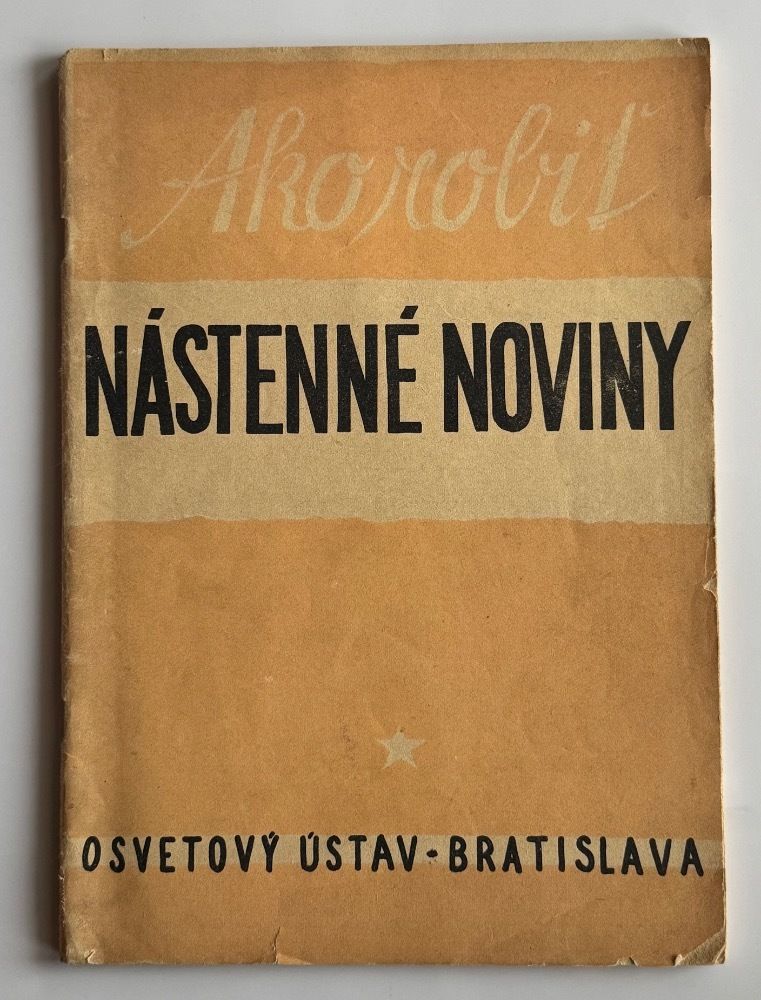 Ako robiť
NÁSTENNÉ NOVINY
OSVETOVÝ ÚSTAV • BRATISLAVA